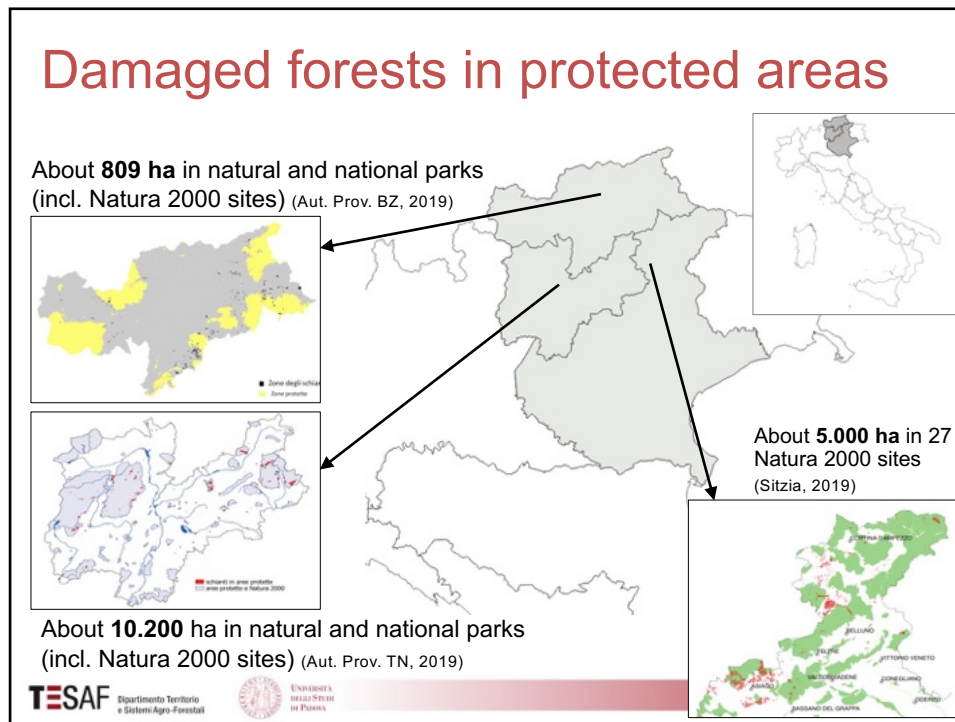 Damaged forests in protected areas
About 809 ha in natural and national parks
(incl. Natura 2000 sites) (Aut. Prov. BZ, 2019)
Zone degli schiar
Zone protette
schianti in aree protette
aree protette e Natura 2000
About 10.200 ha in natural and national parks
(incl. Natura 2000 sites) (Aut. Prov. TN, 2019)
About 5.000 ha in 27
Natura 2000 sites
(Sitzia, 2019)
CORTINA D'AMPEZZO
BELLUNO
FELTRE
VITTORIO VENETO
VALDOBBIADENE
CONEGLIANO
ASIAGO
ODERZO
BASSANO DEL GRAPPA
TESAF Dipartimento Territorio
e Sistemi Agro-Forestali
UNIVERSITÀ
DEGLI STUDI
DI PADOVA